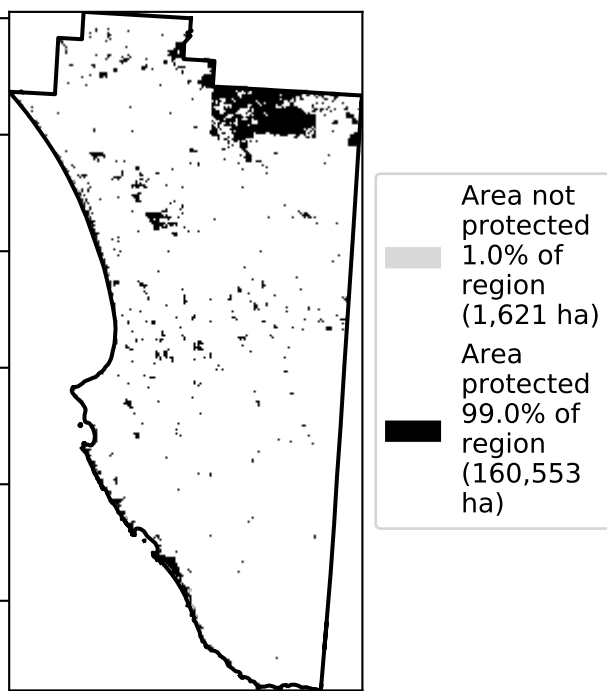 Area not
protected
1.0% of
region
(1,621 ha)
Area
protected
99.0% of
region
(160,553
ha)